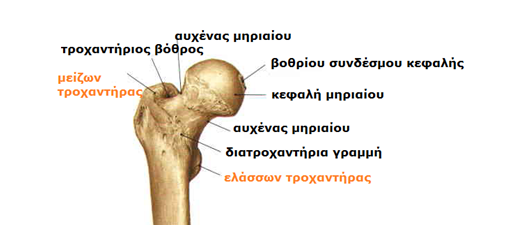 αυχένας μηριαίου
τροχαντήριος βόθρος
βοθρίου συνδέσμου κεφαλής
μείζων
τροχαντήρας
κεφαλή μηριαίου
αυχένας μηριαίου
διατροχαντήρια γραμμή
ελάσσων τροχαντήρας